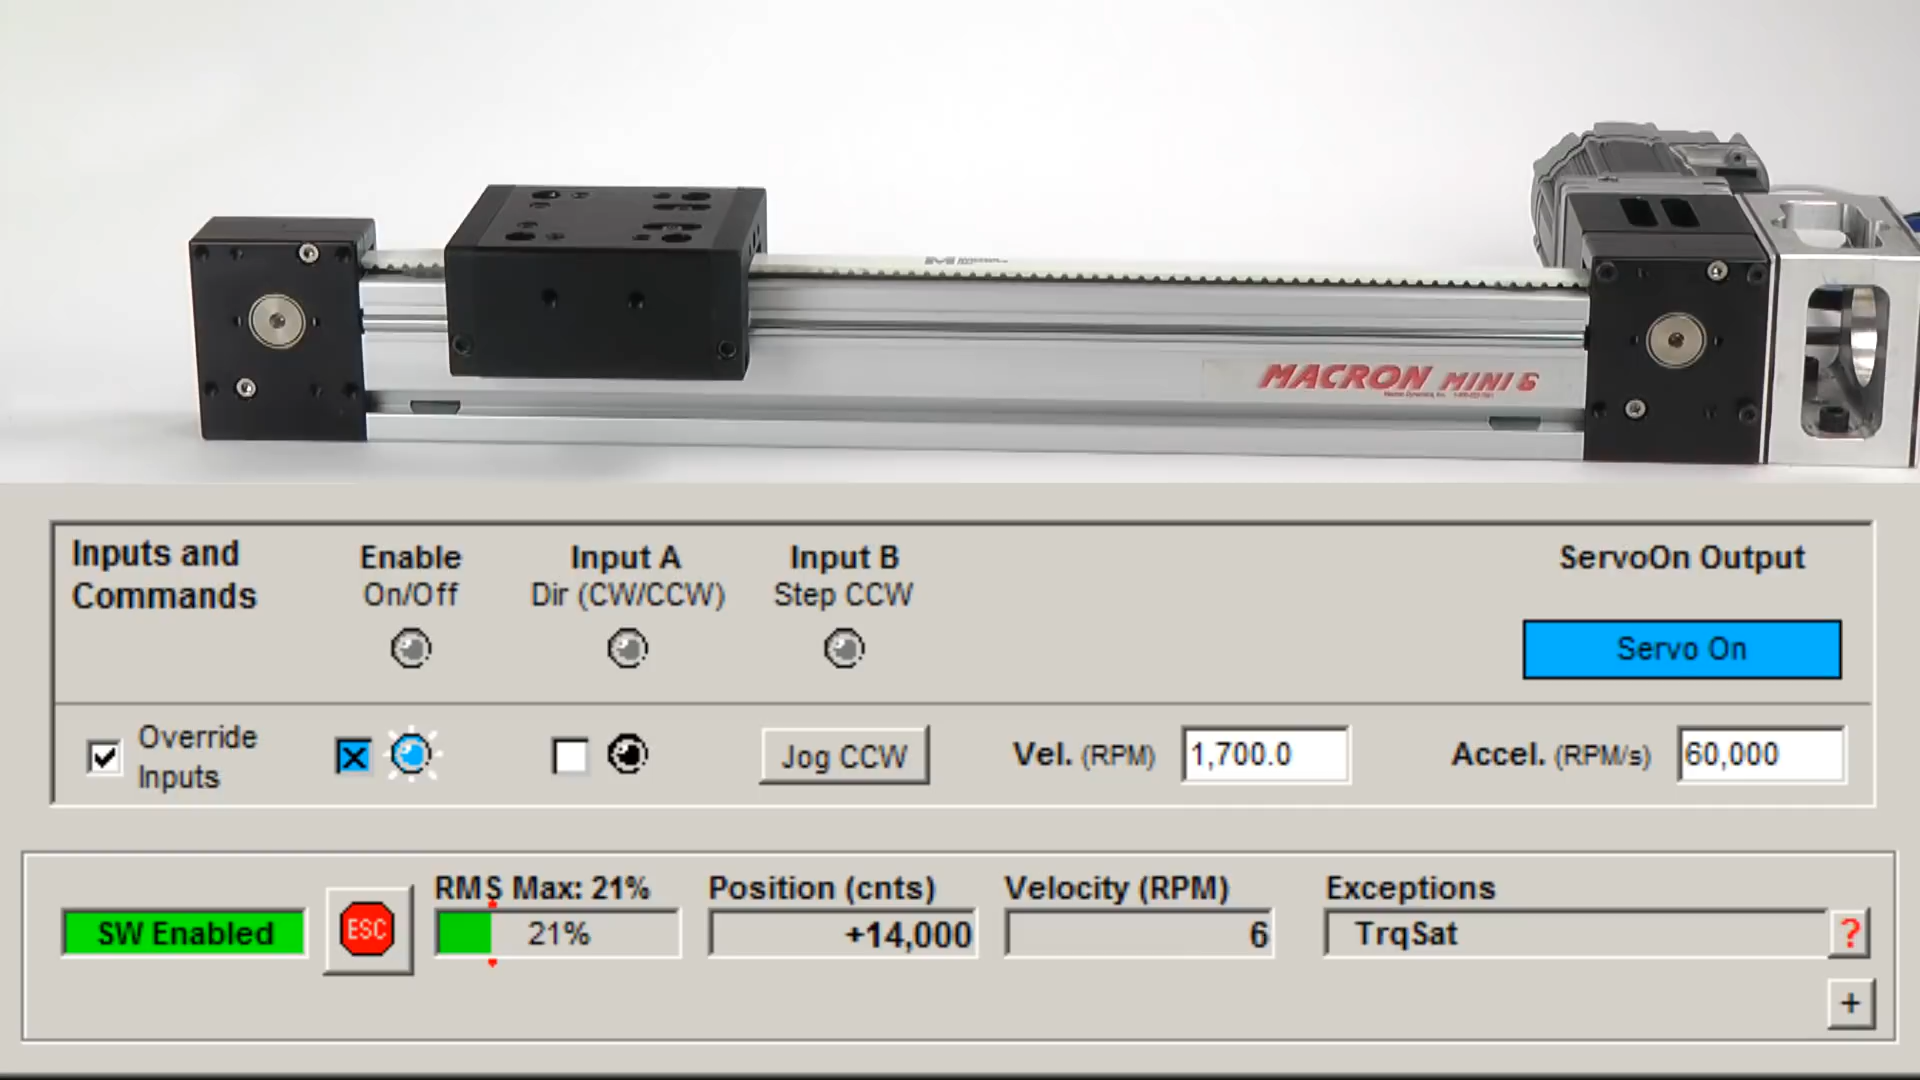 MACRON MINI 6
Inputs and
Commands
Enable
On/Off
Input A
Dir (CW/CCW)
Input B
Step CCW
ServoOn Output
Servo On
Override
Inputs
Jog CCW
Vel. (RPM)
1,700.0
Accel. (RPM/s)
60,000
SW Enabled
ESC
RMS Max: 21%
21%
Position (cnts)
+14,000
Velocity (RPM)
6
Exceptions
TrqSat
?
+